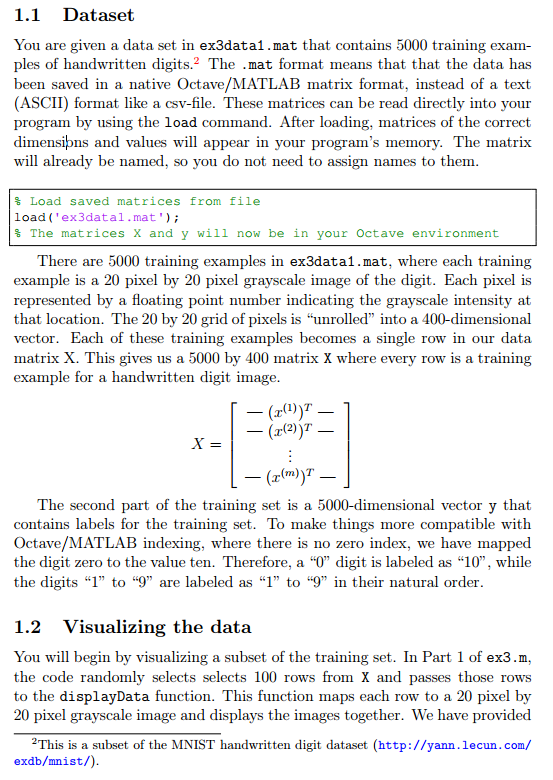 1.1 Dataset
You are given a data set in ex3data1.mat that contains 5000 training exam-
ples of handwritten digits.2 The .mat format means that that the data has
been saved in a native Octave/MATLAB matrix format, instead of a text
(ASCII) format like a csv-file. These matrices can be read directly into your
program by using the load command. After loading, matrices of the correct
dimensions and values will appear in your program's memory. The matrix
will already be named, so you do not need to assign names to them.
% Load saved matrices from file
load('ex3data1.mat');
% The matrices X and y will now be in your Octave environment
There are 5000 training examples in ex3data1.mat, where each training
example is a 20 pixel by 20 pixel grayscale image of the digit. Each pixel is
represented by a floating point number indicating the grayscale intensity at
that location. The 20 by 20 grid of pixels is “unrolled” into a 400-dimensional
vector. Each of these training examples becomes a single row in our data
matrix X. This gives us a 5000 by 400 matrix X where every row is a training
example for a handwritten digit image.
— (x(1))T —
— (x(2))T —
X =
⋮
— (x(m))T —
The second part of the training set is a 5000-dimensional vector y that
contains labels for the training set. To make things more compatible with
Octave/MATLAB indexing, where there is no zero index, we have mapped
the digit zero to the value ten. Therefore, a “0” digit is labeled as “10”, while
the digits “1” to “9” are labeled as “1” to “9” in their natural order.
1.2 Visualizing the data
You will begin by visualizing a subset of the training set. In Part 1 of ex3.m,
the code randomly selects selects 100 rows from X and passes those rows
to the displayData function. This function maps each row to a 20 pixel by
20 pixel grayscale image and displays the images together. We have provided
2This is a subset of the MNIST handwritten digit dataset (http://yann.lecun.com/
exdb/mnist/).